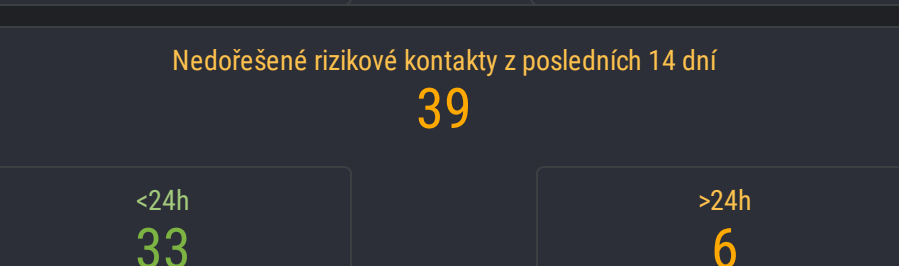 Nedořešené rizikové kontakty z posledních 14 dní
39
<24h
>24h
33
6